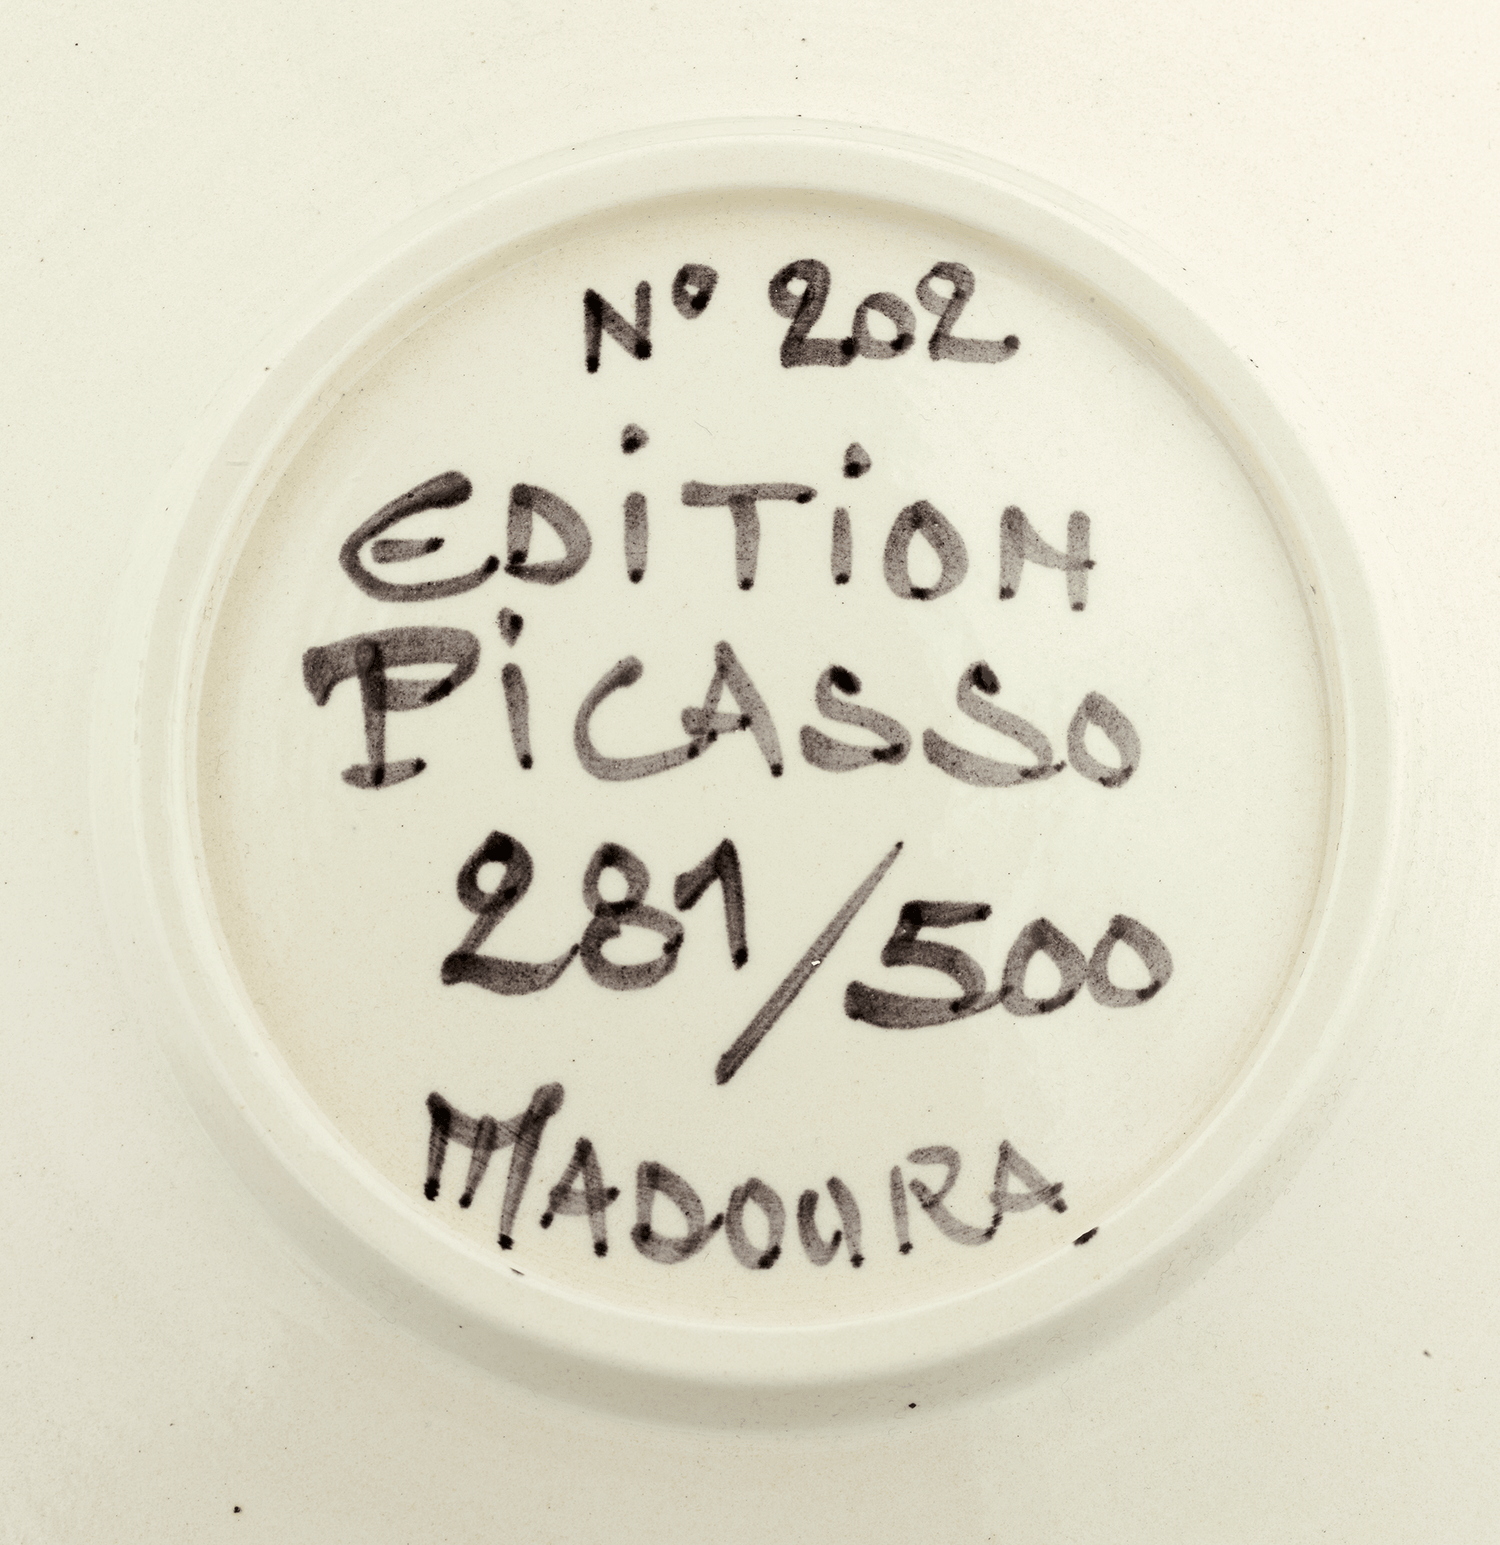 N° 202
EDiTiON
PiCASSO
281/500
MADOURA